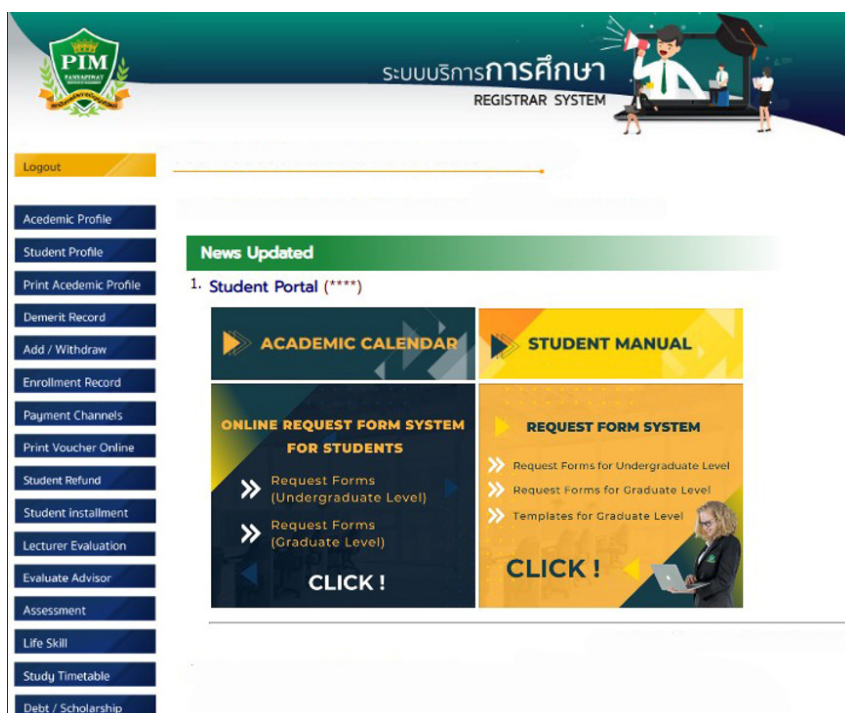 PIM
PANYAPIWAT
ระบบบริการการศึกษา
REGISTRAR SYSTEM
Logout
Acedemic Profile
Student Profile
Print Acedemic Profile
Demerit Record
Add / Withdraw
Enrollment Record
Payment Channels
Print Voucher Online
Student Refund
Student installment
Lecturer Evaluation
Evaluate Advisor
Assessment
Life Skill
Study Timetable
Debt / Scholarship
News Updated
1. Student Portal (****)
ACADEMIC CALENDAR
STUDENT MANUAL
ONLINE REQUEST FORM SYSTEM
FOR STUDENTS
Request Forms
(Undergraduate Level)
Request Forms
(Graduate Level)
CLICK !
REQUEST FORM SYSTEM
Request Forms for Undergraduate Level
Request Forms for Graduate Level
Templates for Graduate Level
CLICK !